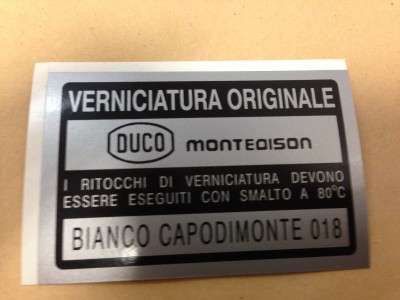 VERNICIATURA ORIGINALE
DUCO MONTEDISON
I RITOCCHI DI VERNICIATURA DEVONO
ESSERE ESEGUITI CON SMALTO A 80°C
BIANCO CAPODIMONTE 018